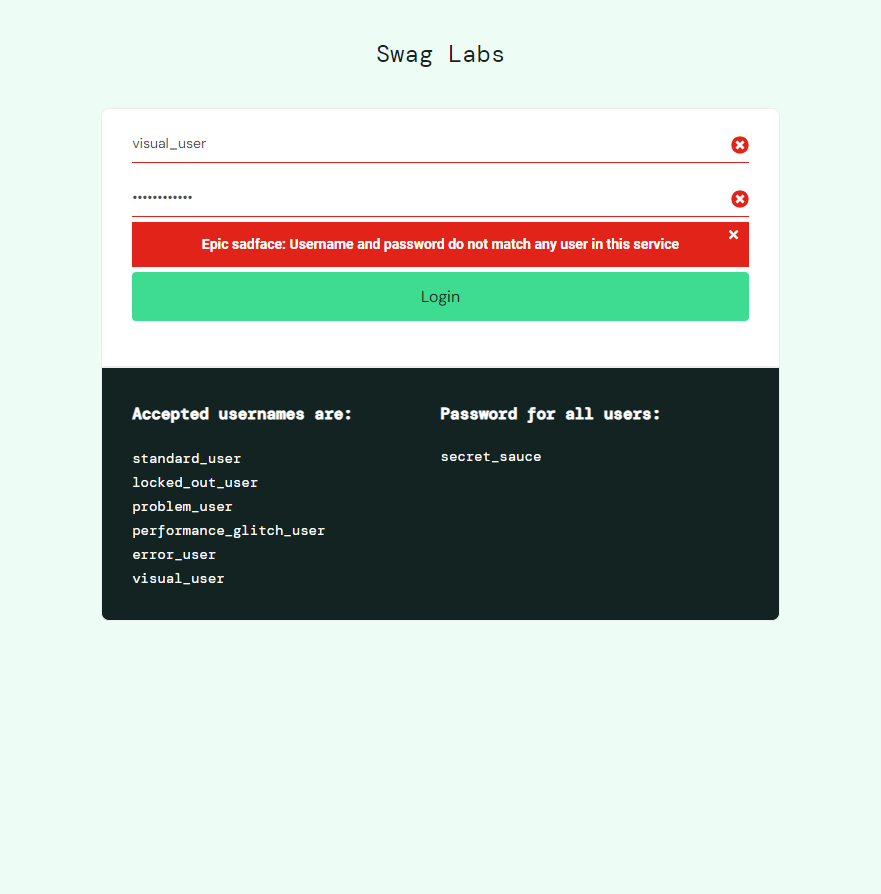 Swag Labs
visual_user
••••••••••••
Epic sadface: Username and password do not match any user in this service
Login
Accepted usernames are:
standard_user
locked_out_user
problem_user
performance_glitch_user
error_user
visual_user
Password for all users:
secret_sauce